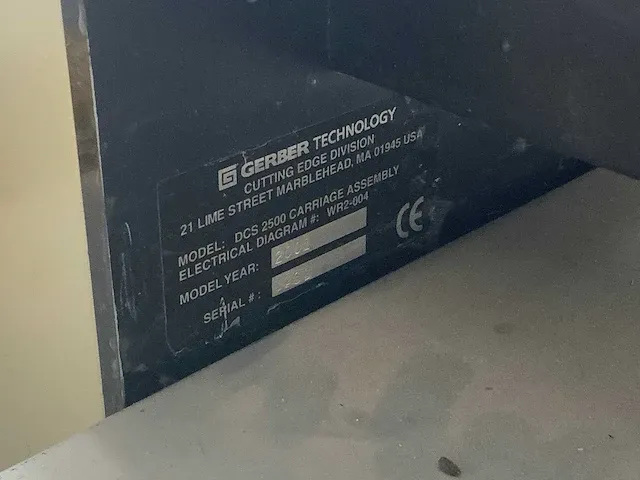 GERBER TECHNOLOGY
CUTTING EDGE DIVISION
21 LIME STREET MARBLEHEAD, MA 01945 USA
MODEL: DCS 2500 CARRIAGE ASSEMBLY
ELECTRICAL DIAGRAM #: WR2-004
MODEL YEAR:
SERIAL #:
CE